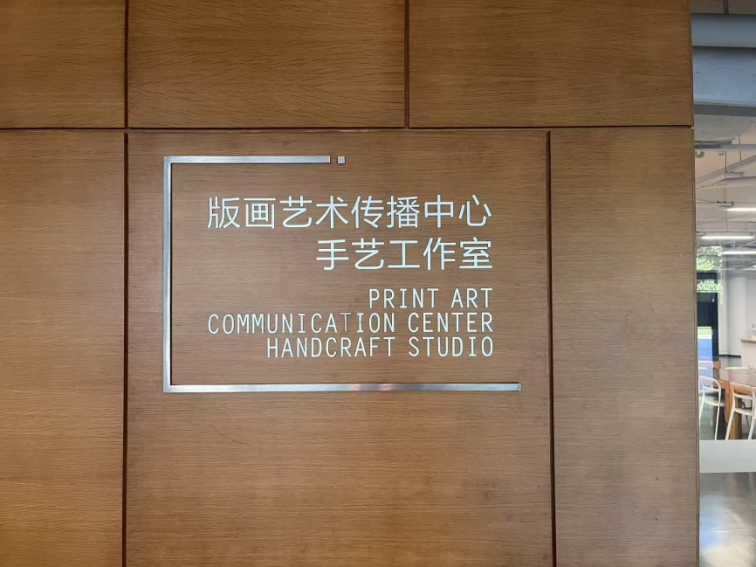 版画艺术传播中心
手艺工作室
PRINT ART
COMMUNICATION CENTER
HANDCRAFT STUDIO